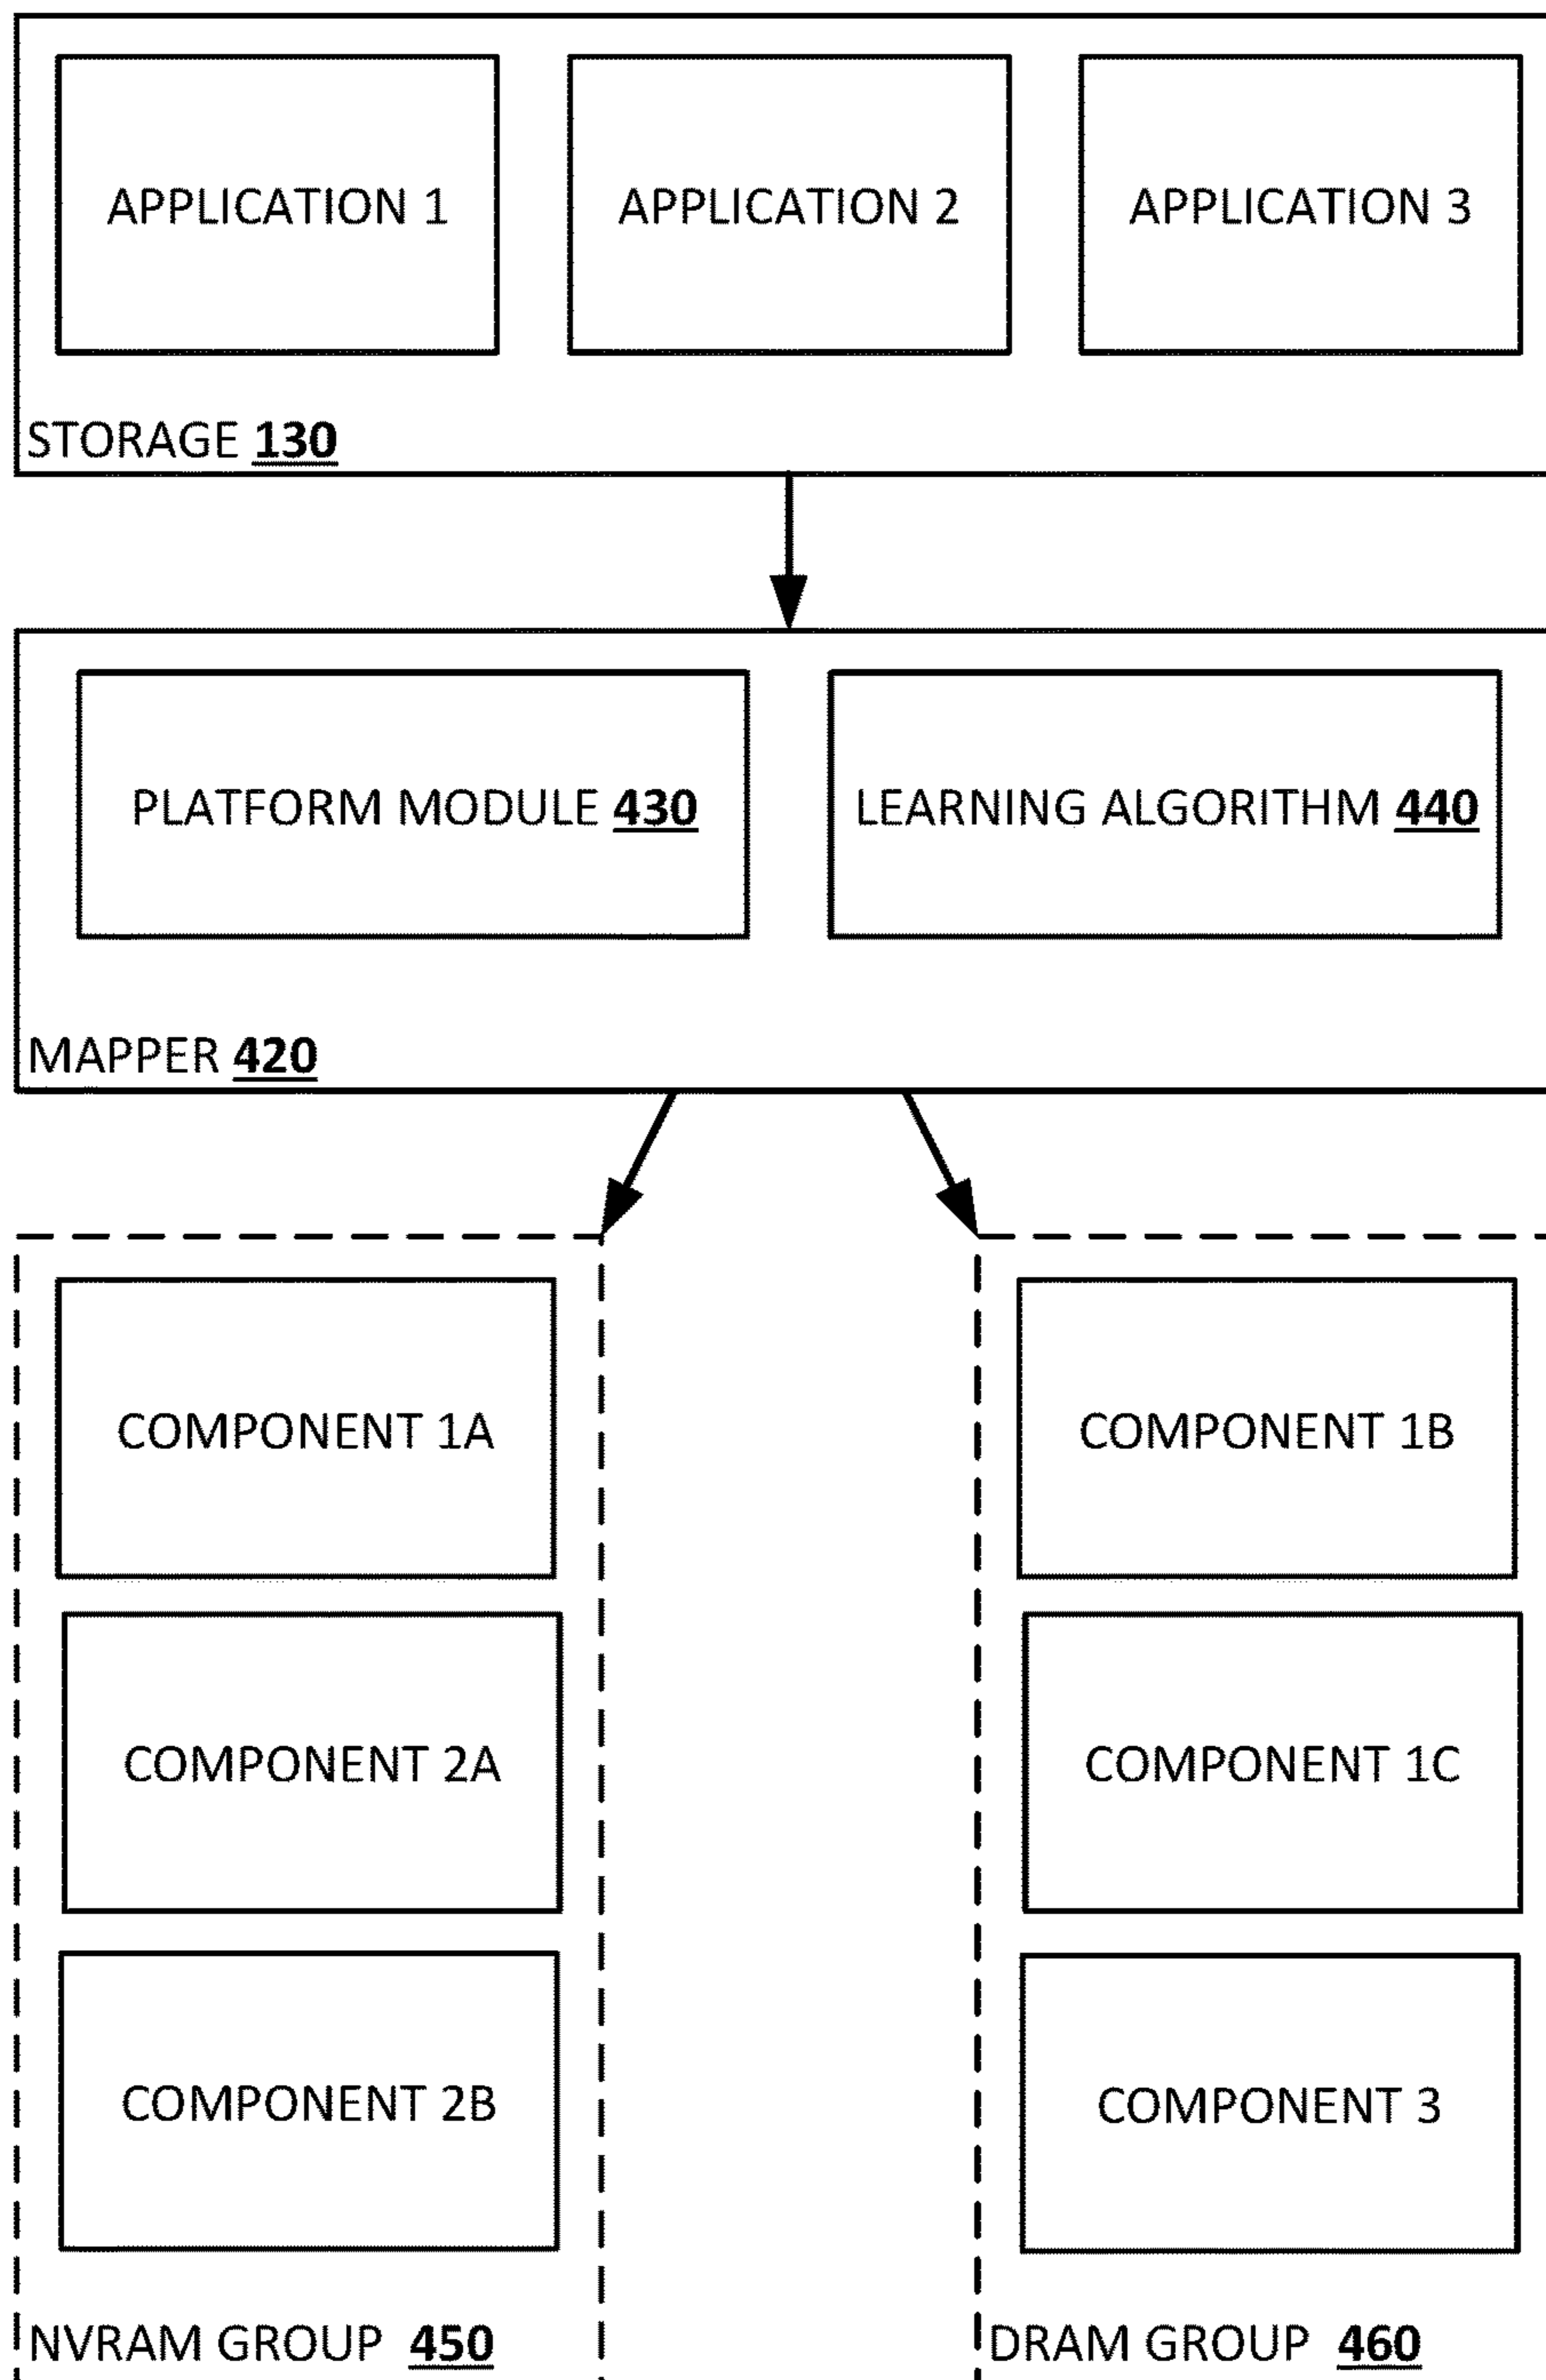 APPLICATION 1
APPLICATION 2
APPLICATION 3
STORAGE 130
PLATFORM MODULE 430
LEARNING ALGORITHM 440
MAPPER 420
COMPONENT 1A
COMPONENT 2A
COMPONENT 2B
NVRAM GROUP 450
COMPONENT 1B
COMPONENT 1C
COMPONENT 3
DRAM GROUP 460